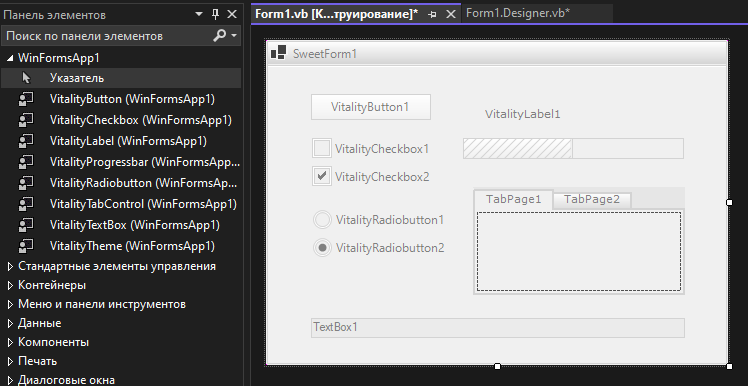 Панель элементов
Поиск по панели элементов
WinFormsApp1
Указатель
VitalityButton (WinFormsApp1)
VitalityCheckbox (WinFormsApp1)
VitalityLabel (WinFormsApp1)
VitalityProgressbar (WinFormsApp...
VitalityRadiobutton (WinFormsApp1)
VitalityTabControl (WinFormsApp1)
VitalityTextBox (WinFormsApp1)
VitalityTheme (WinFormsApp1)
Стандартные элементы управления
Контейнеры
Меню и панели инструментов
Данные
Компоненты
Печать
Диалоговые окна
Form1.vb [К...труирование]*
Form1.Designer.vb*
SweetForm1
VitalityButton1
VitalityLabel1
VitalityCheckbox1
VitalityCheckbox2
TabPage1 TabPage2
VitalityRadiobutton1
VitalityRadiobutton2
TextBox1